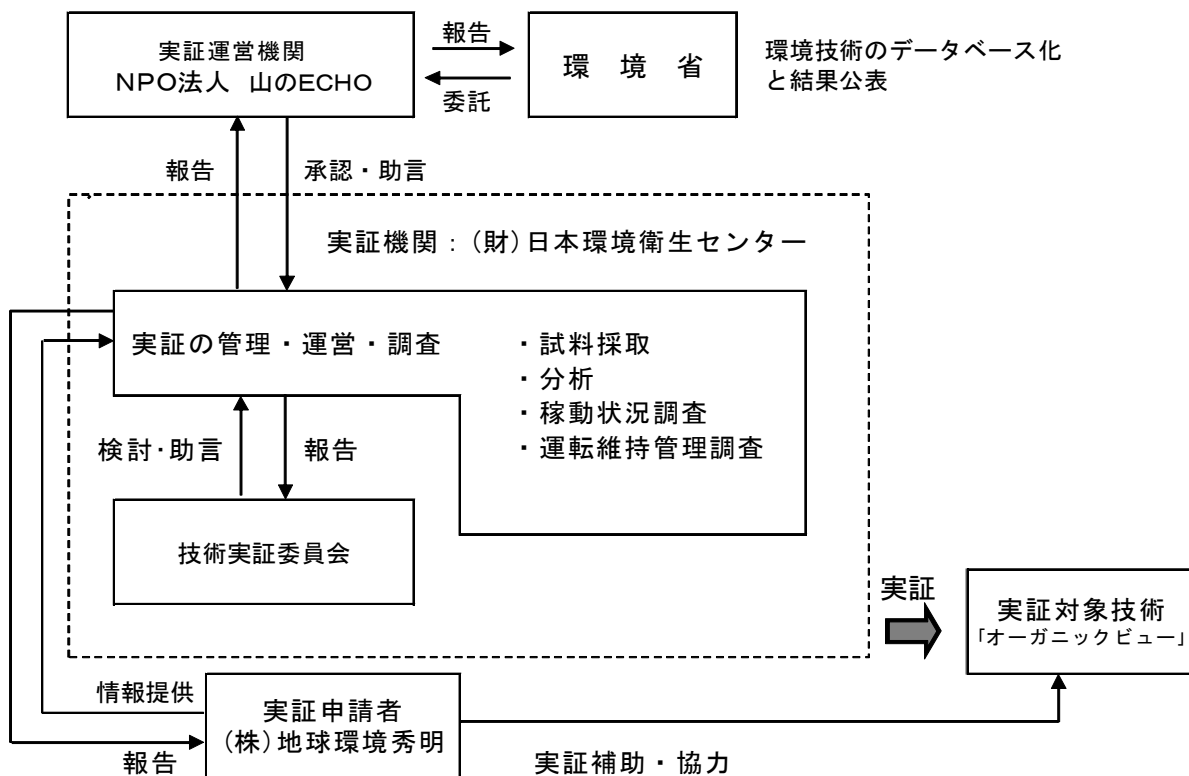 実証運営機関
NPO法人　山のECHO
報告
委託
環　境　省
環境技術のデータベース化
と結果公表
報告
承認・助言
実証機関：(財)日本環境衛生センター
実証の管理・運営・調査
・試料採取
・分析
・稼動状況調査
・運転維持管理調査
検討･助言
報告
技術実証委員会
実証
実証対象技術
｢オーガニックビュー｣
情報提供
実証申請者
(株)地球環境秀明
報告
実証補助・協力